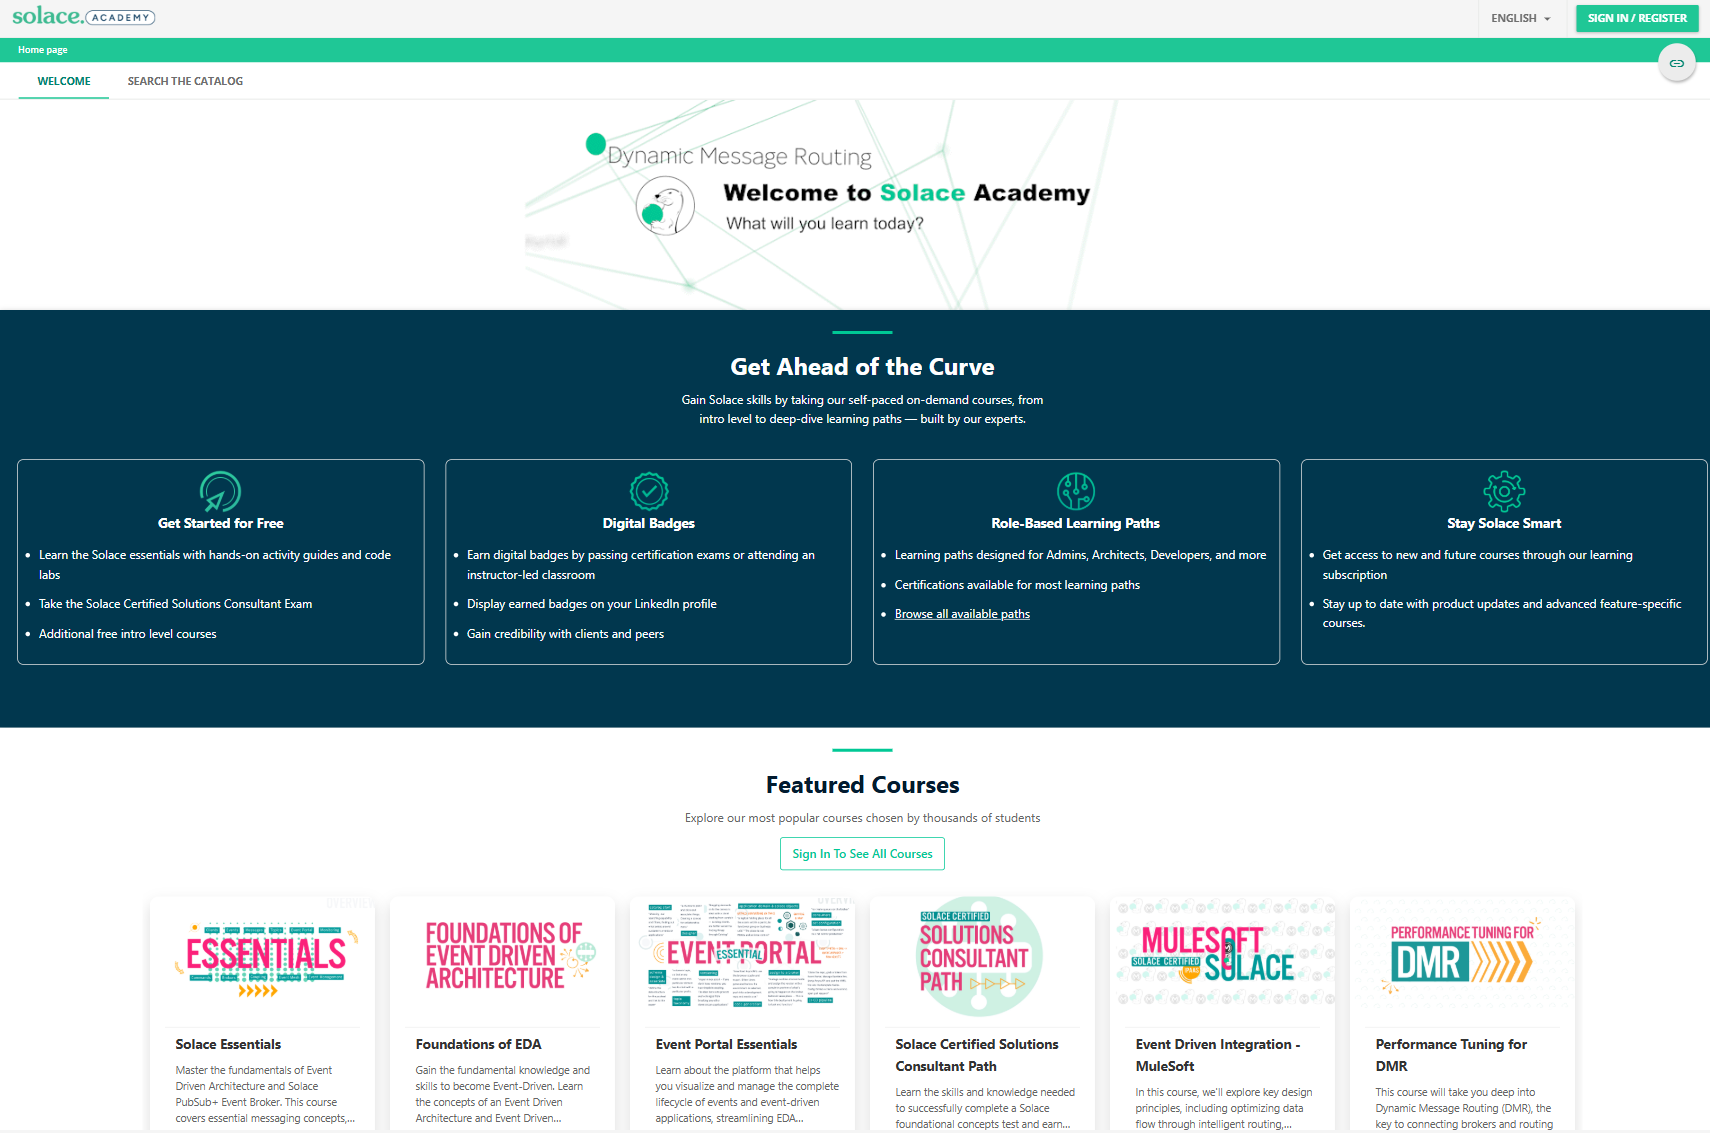 solace. ACADEMY
ENGLISH
SIGN IN / REGISTER
Home page
WELCOME
SEARCH THE CATALOG
Dynamic Message Routing
Welcome to Solace Academy
What will you learn today?
Get Ahead of the Curve
Gain Solace skills by taking our self-paced on-demand courses, from
intro level to deep-dive learning paths — built by our experts.
Get Started for Free
• Learn the Solace essentials with hands-on activity guides and code
labs
• Take the Solace Certified Solutions Consultant Exam
• Additional free intro level courses
Digital Badges
• Earn digital badges by passing certification exams or attending an
instructor-led classroom
• Display earned badges on your LinkedIn profile
• Gain credibility with clients and peers
Role-Based Learning Paths
• Learning paths designed for Admins, Architects, Developers, and more
• Certifications available for most learning paths
• Browse all available paths
Stay Solace Smart
• Get access to new and future courses through our learning
subscription
• Stay up to date with product updates and advanced feature-specific
courses.
Featured Courses
Explore our most popular courses chosen by thousands of students
Sign In To See All Courses
OVERVIEW
ESSENTIALS
Solace Essentials
Master the fundamentals of Event
Driven Architecture and Solace
PubSub+ Event Broker. This course
covers essential messaging concepts,...
FOUNDATIONS OF
EVENT DRIVEN
ARCHITECTURE
Foundations of EDA
Gain the fundamental knowledge and
skills to become Event-Driven. Learn
the concepts of an Event Driven
Architecture and Event Driven...
EVENT PORTAL
ESSENTIAL
Event Portal Essentials
Learn about the platform that helps
you visualize and manage the complete
lifecycle of events and event-driven
applications, streamlining EDA...
SOLACE CERTIFIED
SOLUTIONS
CONSULTANT
PATH
Solace Certified Solutions
Consultant Path
Learn the skills and knowledge needed
to successfully complete a Solace
foundational concepts test and earn...
MULESOFT
SOLACE CERTIFIED
SOLACE
Event Driven Integration -
MuleSoft
In this course, we'll explore key design
principles, including optimizing data
flow through intelligent routing,...
PERFORMANCE TUNING FOR
DMR
Performance Tuning for
DMR
This course will take you deep into
Dynamic Message Routing (DMR), the
key to connecting brokers and routing